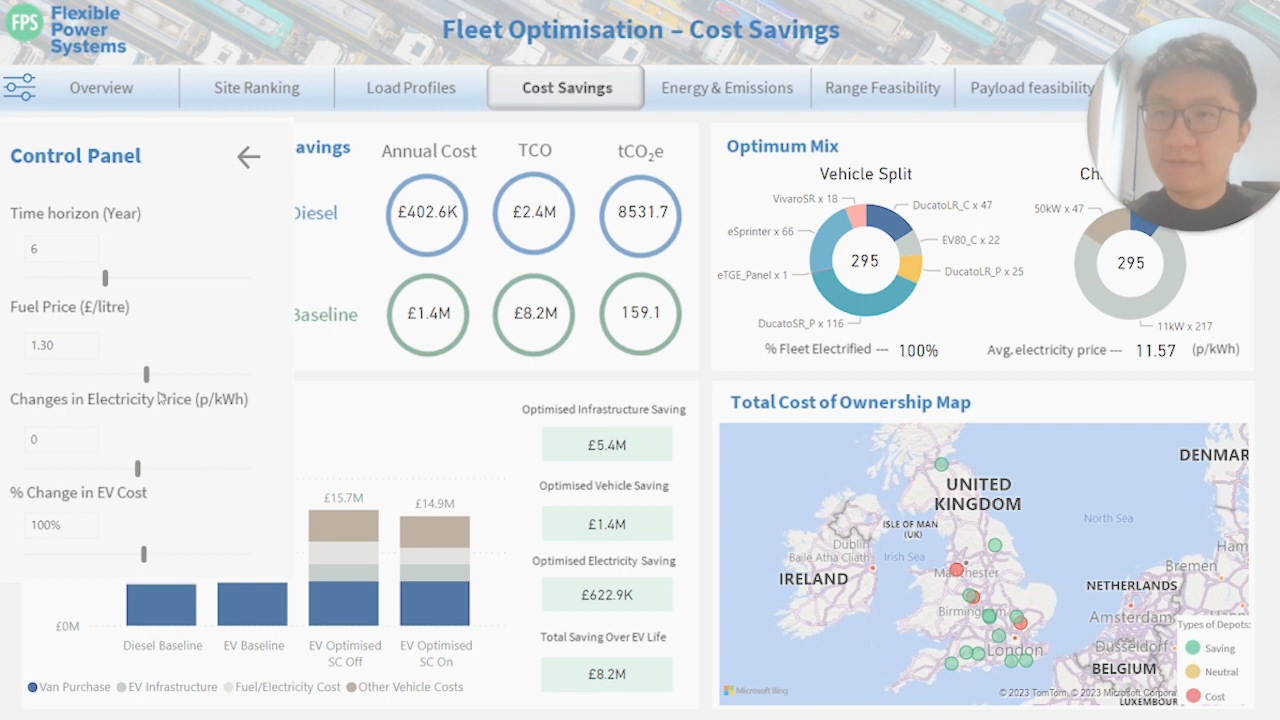 FPS
Flexible
Power
Systems
Fleet Optimisation – Cost Savings
Overview
Site Ranking
Load Profiles
Cost Savings
Energy & Emissions
Range Feasibility
Payload feasibility
Control Panel
Time horizon (Year)
6
Fuel Price (£/litre)
1.30
Changes in Electricity Price (p/kWh)
0
% Change in EV Cost
100%
avings
Annual Cost
TCO
tCO₂e
Diesel
£402.6K
£2.4M
8531.7
Baseline
£1.4M
£8.2M
159.1
Optimum Mix
Vehicle Split
VivaroSR x 18
DucatoLR_C x 47
eSprinter x 66
EV80_C x 22
295
eTGE_Panel x 1
DucatoLR_P x 25
DucatoSR_P x 116
% Fleet Electrified --- 100%
Ch
50kW x 47
295
11kW x 217
Avg. electricity price --- 11.57 (p/kWh)
£15.7M
£14.9M
£0M
Diesel Baseline
EV Baseline
EV Optimised
SC Off
EV Optimised
SC On
Van Purchase
EV Infrastructure
Fuel/Electricity Cost
Other Vehicle Costs
Optimised Infrastructure Saving
£5.4M
Optimised Vehicle Saving
£1.4M
Optimised Electricity Saving
£622.9K
Total Saving Over EV Life
£8.2M
Total Cost of Ownership Map
DENMAR
UNITED
KINGDOM
North Sea
ISLE OF MAN
(UK)
Dublin
Baile Átha Cliath
Irish Sea
IRELAND
Manchester
Birmingham
London
Ham
Bremen
NETHERLANDS
Amsterdam
Hannov
Düsseldorf
BELGIUM
LUXEMBOUR
Types of Depots:
Saving
Neutral
Cost
Microsoft Bing
© 2023 TomTom, © 2023 Microsoft Corpora